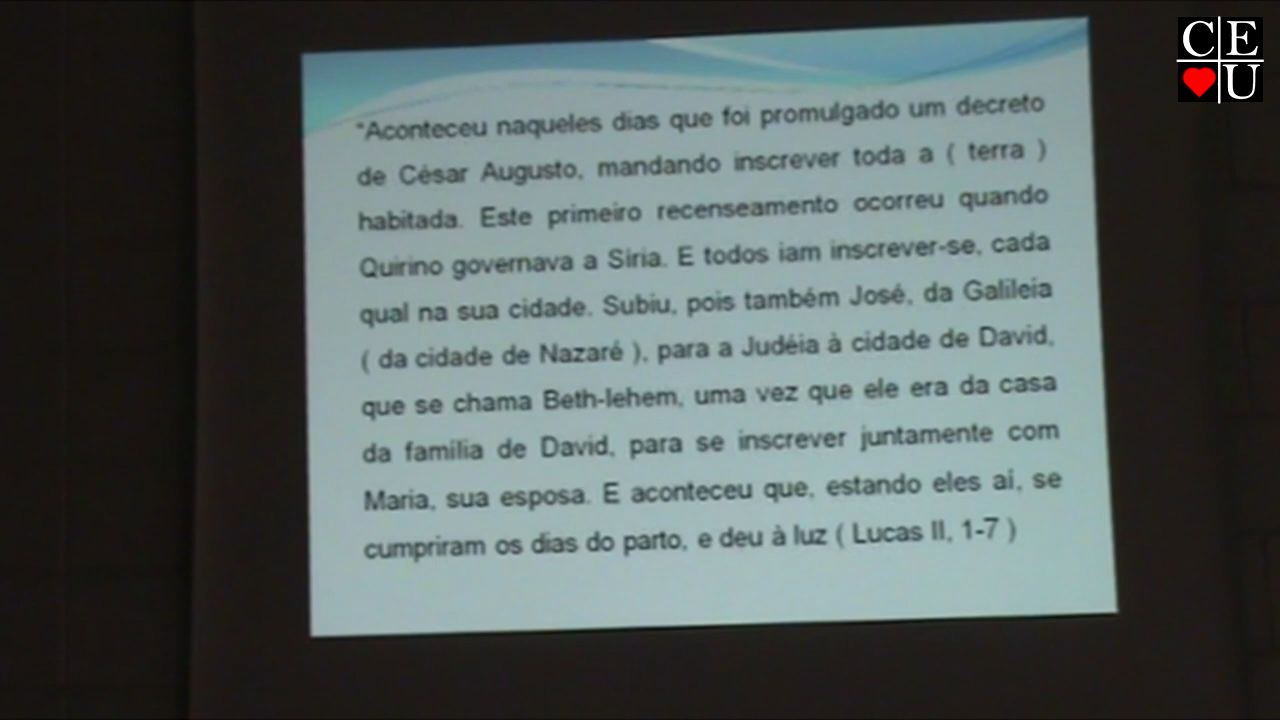 "Aconteceu naqueles dias que foi promulgado um decreto
de César Augusto, mandando inscrever toda a ( terra )
habitada. Este primeiro recenseamento ocorreu quando
Quirino governava a Síria. E todos iam inscrever-se, cada
qual na sua cidade. Subiu, pois também José, da Galileia
( da cidade de Nazaré ), para a Judéia à cidade de David,
que se chama Beth-lehem, uma vez que ele era da casa
da família de David, para se inscrever juntamente com
Maria, sua esposa. E aconteceu que, estando eles aí, se
cumpriram os dias do parto, e deu à luz ( Lucas II, 1-7 )
C E
U